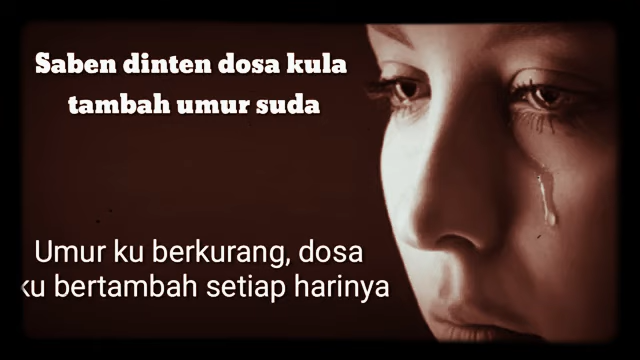 Saben dinten dosa kula
tambah umur suda
Umur ku berkurang, dosa
ku bertambah setiap harinya